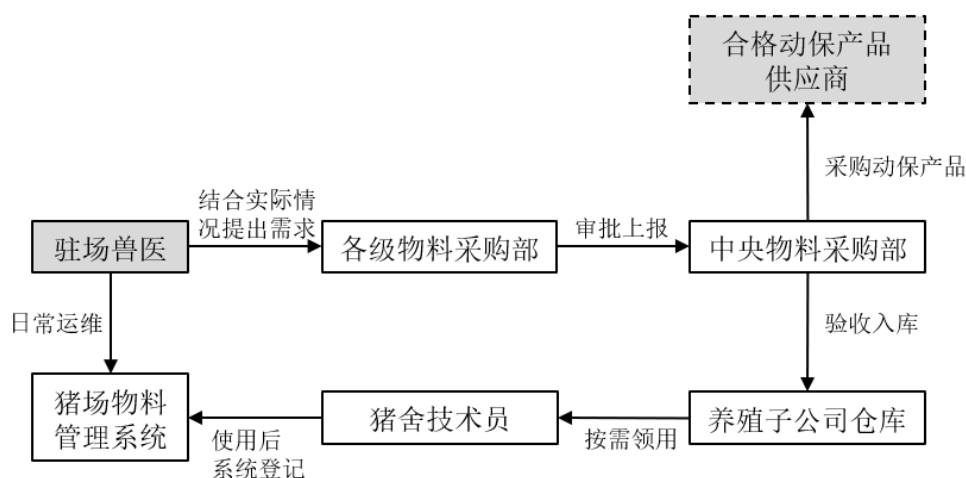 合格动保产品
供应商
采购动保产品
结合实际情
况提出需求
审批上报
驻场兽医
各级物料采购部
中央物料采购部
日常运维
验收入库
猪场物料
管理系统
猪舍技术员
养殖子公司仓库
使用后
系统登记
按需领用